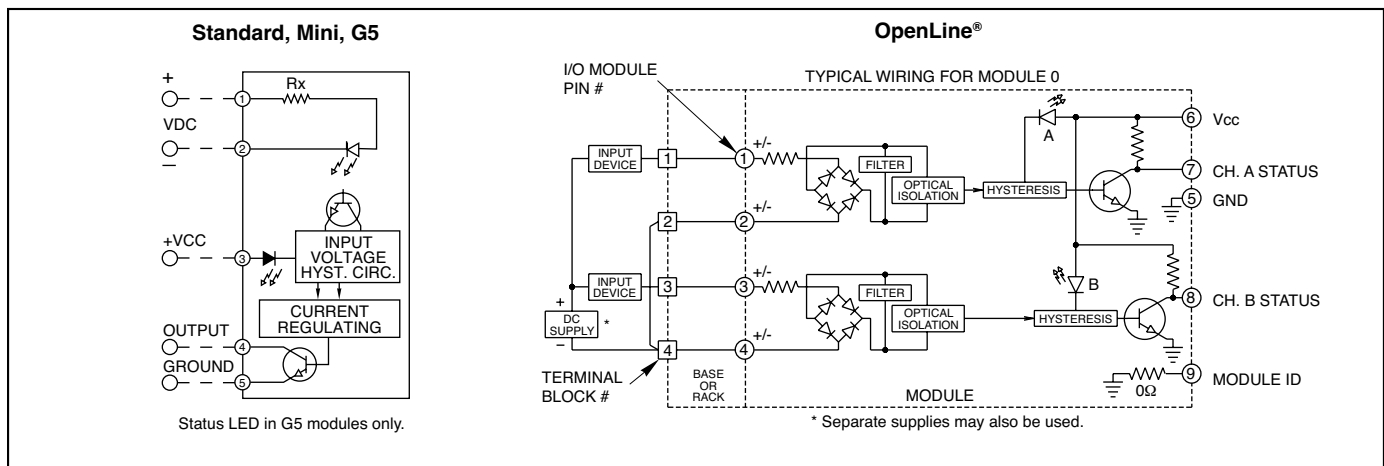 Standard, Mini, G5
+
VDC
–
1
Rx
2
+VCC
3
INPUT
VOLTAGE
HYST. CIRC.
CURRENT
REGULATING
OUTPUT
4
GROUND
5
Status LED in G5 modules only.
OpenLine®
I/O MODULE
PIN #
TYPICAL WIRING FOR MODULE 0
INPUT
DEVICE
1
1
+/-
FILTER
OPTICAL
ISOLATION
HYSTERESIS
A
6
Vcc
7
CH. A STATUS
5
GND
2
2
+/-
INPUT
DEVICE
3
3
+/-
FILTER
OPTICAL
ISOLATION
HYSTERESIS
B
8
CH. B STATUS
+
DC
SUPPLY
*
–
4
4
+/-
TERMINAL
BLOCK #
BASE
OR
RACK
MODULE
0Ω
9
MODULE ID
* Separate supplies may also be used.